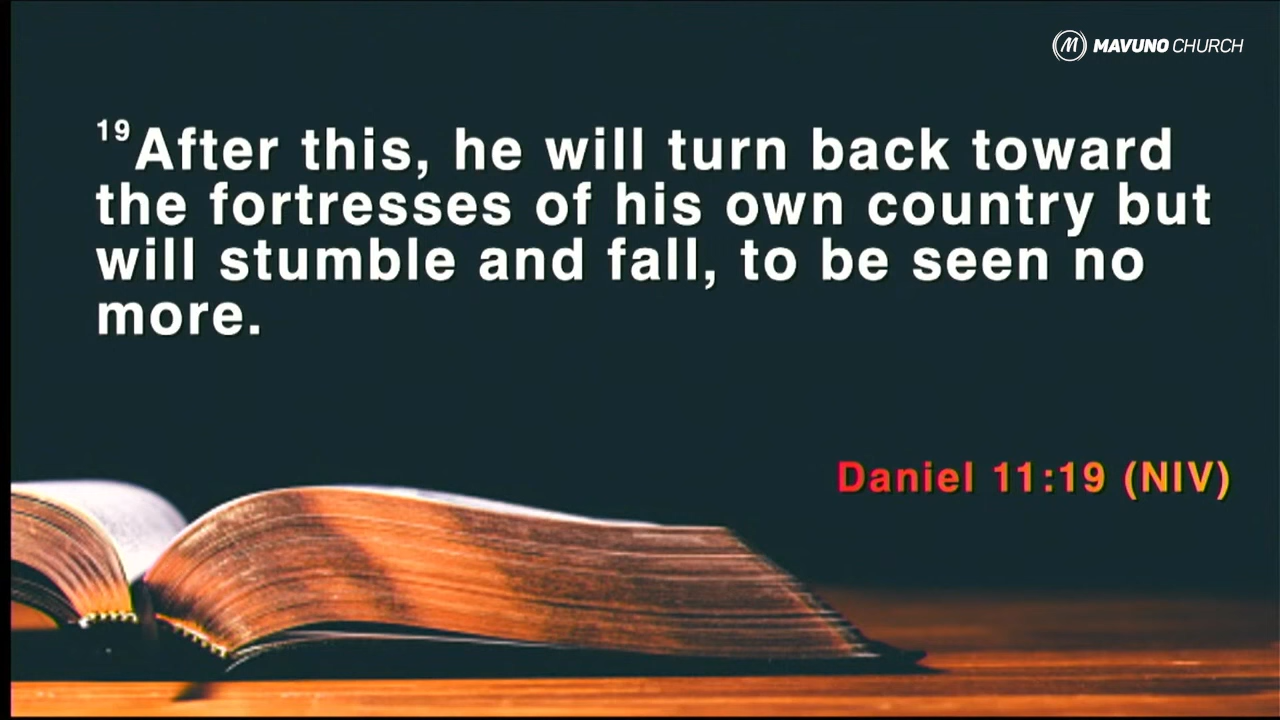 MAVUNO CHURCH
19After this, he will turn back toward
the fortresses of his own country but
will stumble and fall, to be seen no
more.
Daniel 11:19 (NIV)